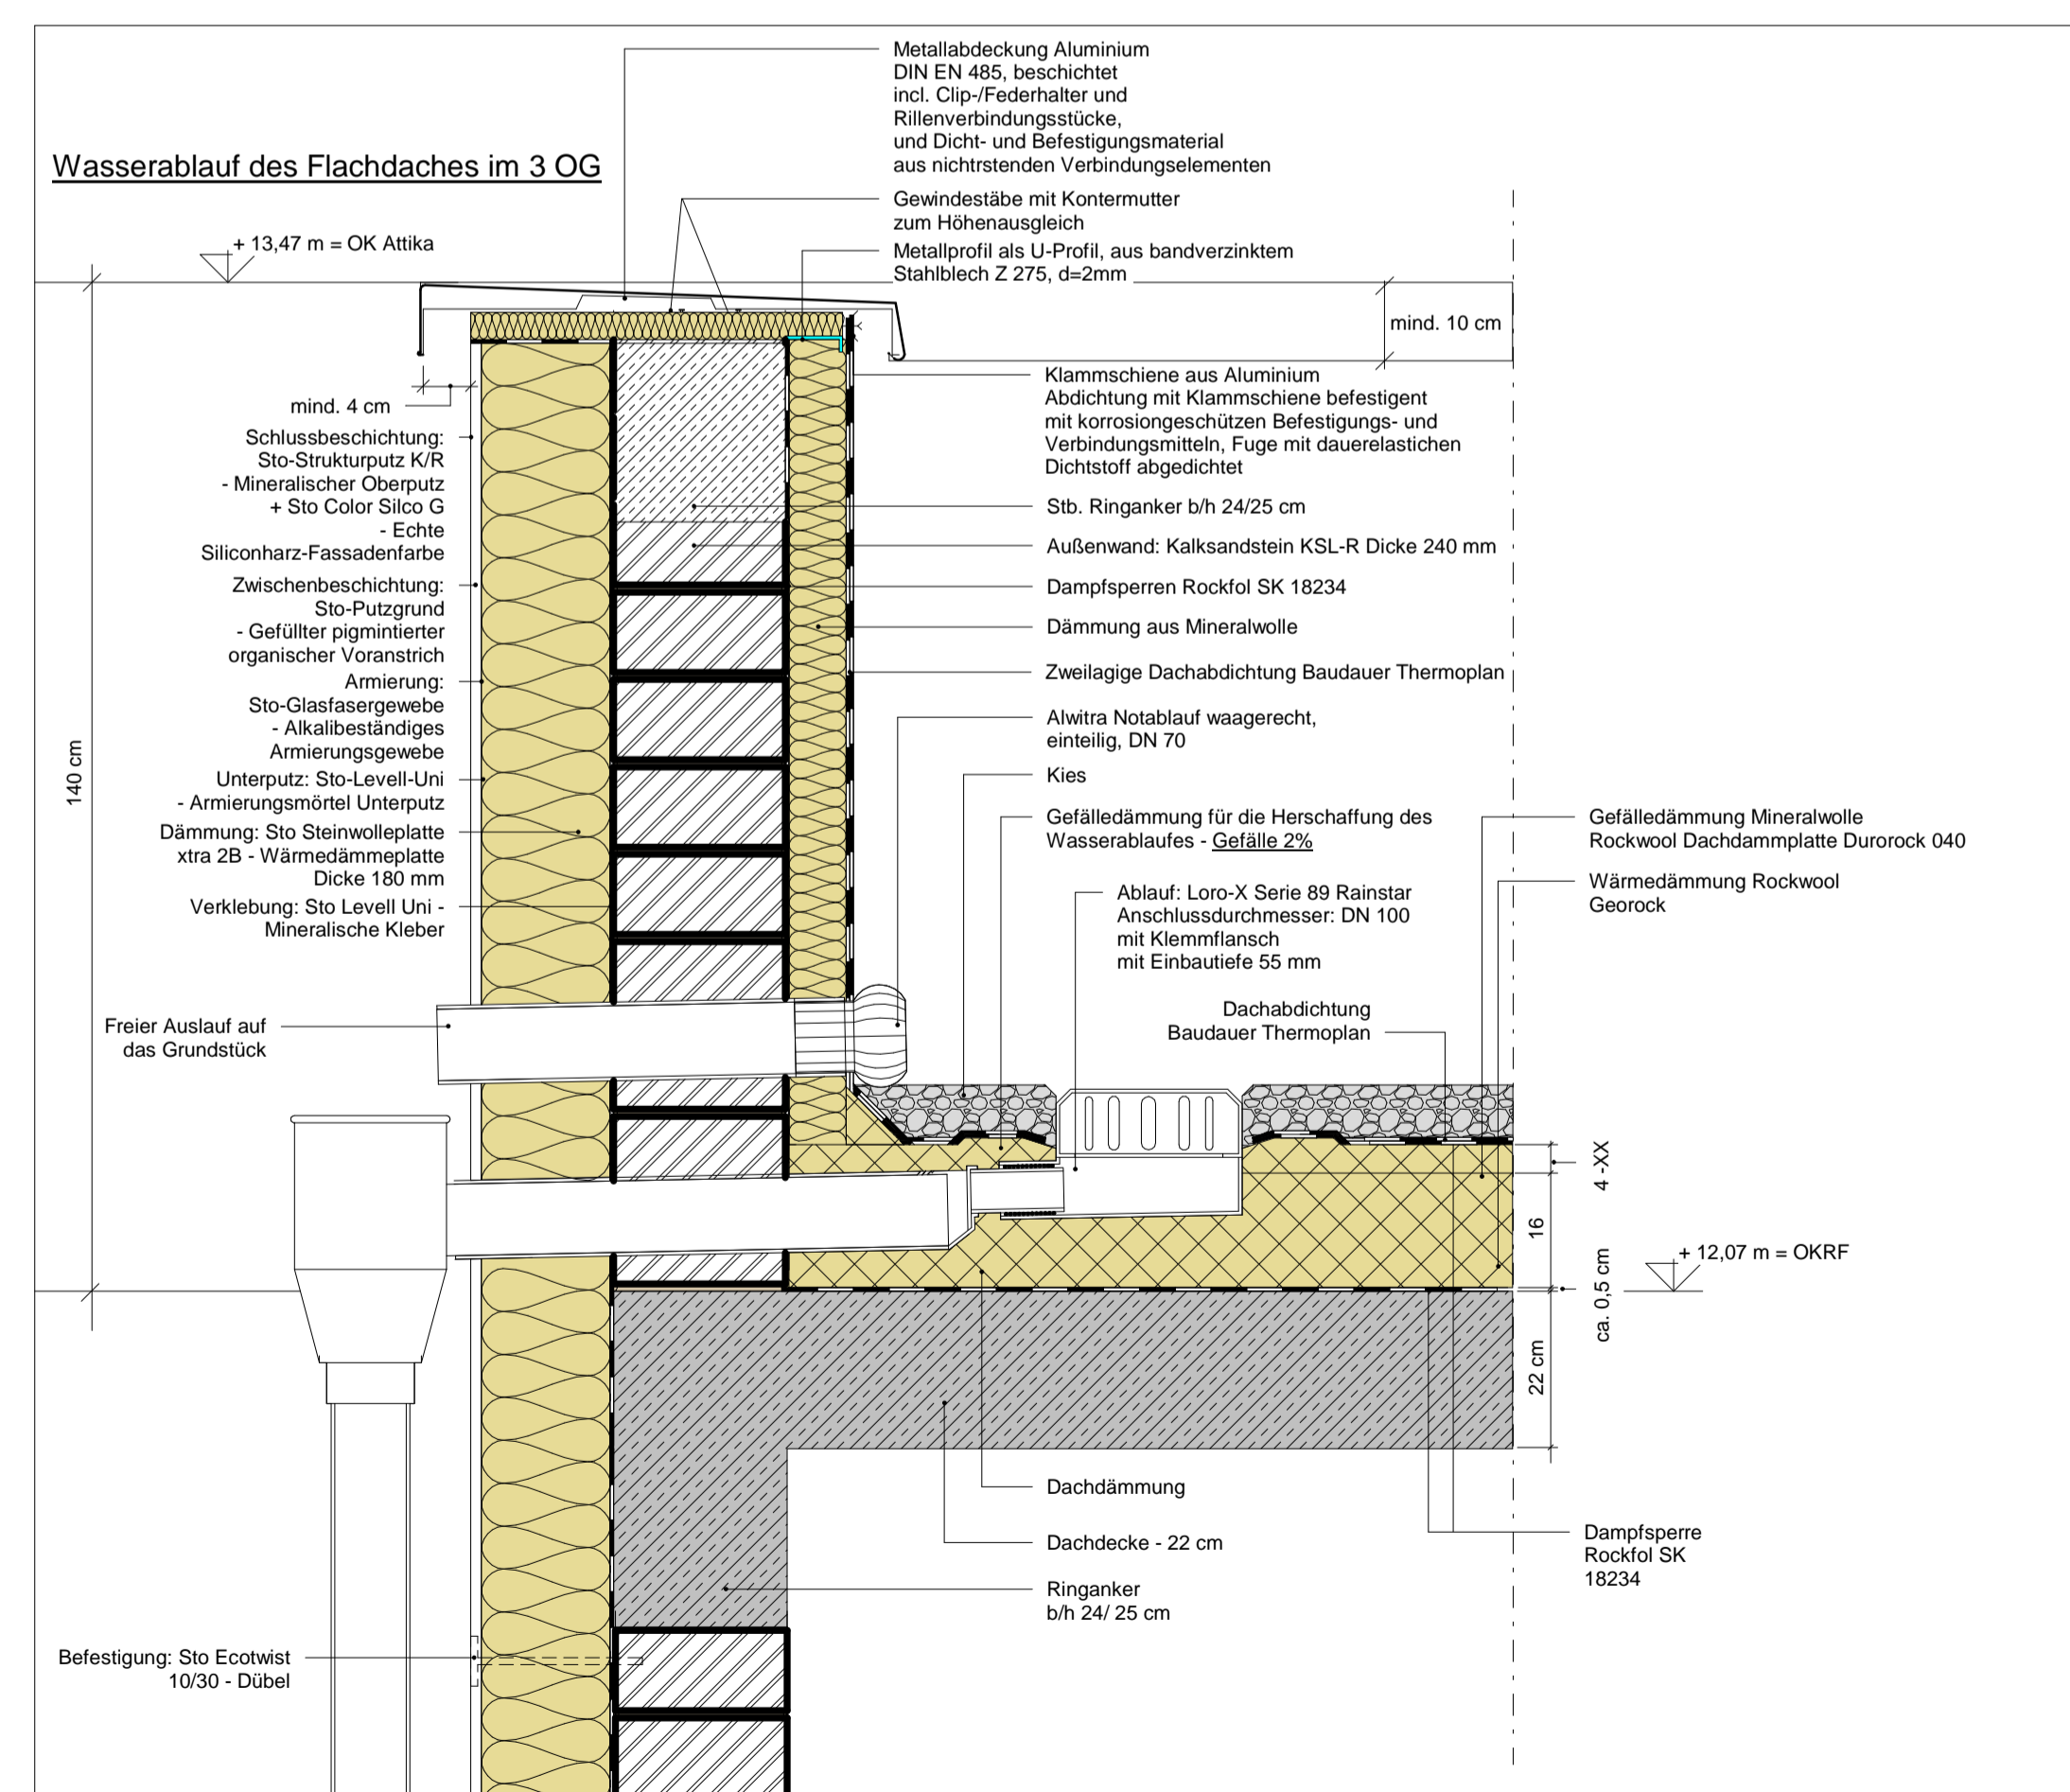 Wasserablauf des Flachdaches im 3 OG
+ 13,47 m = OK Attika
Metallabdeckung Aluminium
DIN EN 485, beschichtet
incl. Clip-/Federhalter und
Rillenverbindungsstücke,
und Dicht- und Befestigungsmaterial
aus nichtrstenden Verbindungselementen
Gewindestäbe mit Kontermutter
zum Höhenausgleich
Metallprofil als U-Profil, aus bandverzinktem
Stahlblech Z 275, d=2mm
mind. 10 cm
Klammschiene aus Aluminium
Abdichtung mit Klammschiene befestigent
mit korrosiongeschützen Befestigungs- und
Verbindungsmitteln, Fuge mit dauerelastichen
Dichtstoff abgedichtet
Stb. Ringanker b/h 24/25 cm
Außenwand: Kalksandstein KSL-R Dicke 240 mm
Dampfsperren Rockfol SK 18234
Dämmung aus Mineralwolle
Zweilagige Dachabdichtung Baudauer Thermoplan
Alwitra Notablauf waagerecht,
einteilig, DN 70
Kies
Gefälledämmung für die Herschaffung des
Wasserablaufes - Gefälle 2%
Ablauf: Loro-X Serie 89 Rainstar
Anschlussdurchmesser: DN 100
mit Klemmflansch
mit Einbautiefe 55 mm
Dachabdichtung
Baudauer Thermoplan
Gefälledämmung Mineralwolle
Rockwool Dachdammplatte Durorock 040
Wärmedämmung Rockwool
Georock
mind. 4 cm
Schlussbeschichtung:
Sto-Strukturputz K/R
- Mineralischer Oberputz
+ Sto Color Silco G
- Echte
Siliconharz-Fassadenfarbe
Zwischenbeschichtung:
Sto-Putzgrund
- Gefüllter pigmintierter
organischer Voranstrich
Armierung:
Sto-Glasfasergewebe
- Alkalibeständiges
Armierungsgewebe
Unterputz: Sto-Levell-Uni
- Armierungsmörtel Unterputz
Dämmung: Sto Steinwolleplatte
xtra 2B - Wärmedämmeplatte
Dicke 180 mm
Verklebung: Sto Levell Uni -
Mineralische Kleber
140 cm
Freier Auslauf auf
das Grundstück
4 -XX
16
ca. 0,5 cm
22 cm
+ 12,07 m = OKRF
Dachdämmung
Dachdecke - 22 cm
Ringanker
b/h 24/ 25 cm
Dampfsperre
Rockfol SK
18234
Befestigung: Sto Ecotwist
10/30 - Dübel